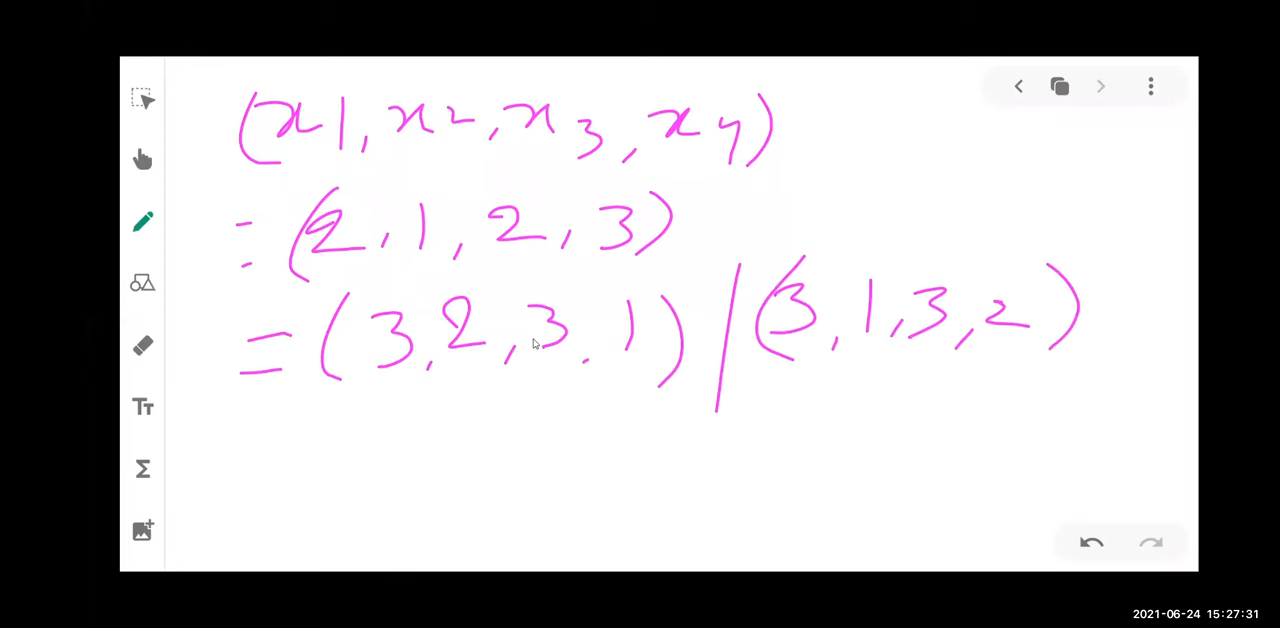 (x1, x2, x3, x4)
= (2, 1, 2, 3)
= (3, 2, 3, 1) / (3, 1, 3, 2)
Tт
Σ
2021-06-24 15:27:31